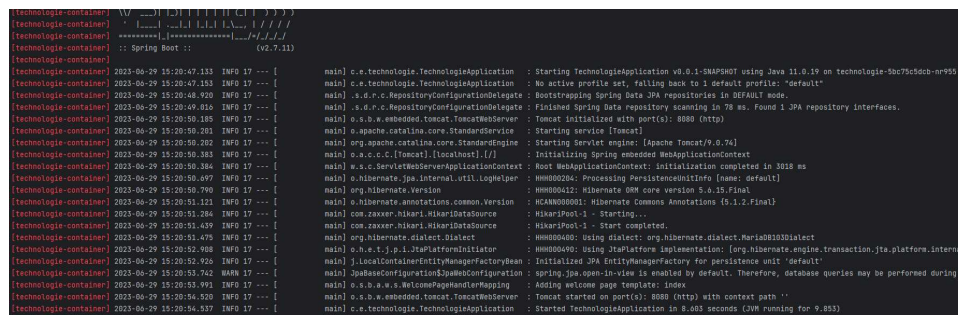 [technologie-container]  \\/  ___)| |_)| | | | | || (_| |  ) ) ) )
[technologie-container]   '  |____| .__|_| |_|_| |_\__, | / / / /
[technologie-container]  =========|_|==============|___/=/_/_/_/
[technologie-container]  :: Spring Boot ::                (v2.7.11)
[technologie-container]
[technologie-container] 2023-06-29 15:20:47.133  INFO 17 --- [           main] c.e.technologie.TechnologieApplication   : Starting TechnologieApplication v0.0.1-SNAPSHOT using Java 11.0.19 on technologie-5bc75c5dcb-nr955
[technologie-container] 2023-06-29 15:20:47.153  INFO 17 --- [           main] c.e.technologie.TechnologieApplication   : No active profile set, falling back to 1 default profile: "default"
[technologie-container] 2023-06-29 15:20:48.920  INFO 17 --- [           main] .s.d.r.c.RepositoryConfigurationDelegate : Bootstrapping Spring Data JPA repositories in DEFAULT mode.
[technologie-container] 2023-06-29 15:20:49.016  INFO 17 --- [           main] .s.d.r.c.RepositoryConfigurationDelegate : Finished Spring Data repository scanning in 78 ms. Found 1 JPA repository interfaces.
[technologie-container] 2023-06-29 15:20:50.185  INFO 17 --- [           main] o.s.b.w.embedded.tomcat.TomcatWebServer  : Tomcat initialized with port(s): 8080 (http)
[technologie-container] 2023-06-29 15:20:50.201  INFO 17 --- [           main] o.apache.catalina.core.StandardService   : Starting service [Tomcat]
[technologie-container] 2023-06-29 15:20:50.202  INFO 17 --- [           main] org.apache.catalina.core.StandardEngine  : Starting Servlet engine: [Apache Tomcat/9.0.74]
[technologie-container] 2023-06-29 15:20:50.383  INFO 17 --- [           main] o.a.c.c.C.[Tomcat].[localhost].[/]       : Initializing Spring embedded WebApplicationContext
[technologie-container] 2023-06-29 15:20:50.384  INFO 17 --- [           main] w.s.c.ServletWebServerApplicationContext : Root WebApplicationContext: initialization completed in 3018 ms
[technologie-container] 2023-06-29 15:20:50.697  INFO 17 --- [           main] o.hibernate.jpa.internal.util.LogHelper  : HHH000204: Processing PersistenceUnitInfo [name: default]
[technologie-container] 2023-06-29 15:20:50.790  INFO 17 --- [           main] org.hibernate.Version                    : HHH000412: Hibernate ORM core version 5.6.15.Final
[technologie-container] 2023-06-29 15:20:51.121  INFO 17 --- [           main] o.hibernate.annotations.common.Version   : HCANN000001: Hibernate Commons Annotations {5.1.2.Final}
[technologie-container] 2023-06-29 15:20:51.284  INFO 17 --- [           main] com.zaxxer.hikari.HikariDataSource       : HikariPool-1 - Starting...
[technologie-container] 2023-06-29 15:20:51.439  INFO 17 --- [           main] com.zaxxer.hikari.HikariDataSource       : HikariPool-1 - Start completed.
[technologie-container] 2023-06-29 15:20:51.475  INFO 17 --- [           main] org.hibernate.dialect.Dialect            : HHH000400: Using dialect: org.hibernate.dialect.MariaDB103Dialect
[technologie-container] 2023-06-29 15:20:52.908  INFO 17 --- [           main] o.h.e.t.j.p.i.JtaPlatformInitiator       : HHH000490: Using JtaPlatform implementation: [org.hibernate.engine.transaction.jta.platform.interna
[technologie-container] 2023-06-29 15:20:52.926  INFO 17 --- [           main] j.LocalContainerEntityManagerFactoryBean : Initialized JPA EntityManagerFactory for persistence unit 'default'
[technologie-container] 2023-06-29 15:20:53.742  WARN 17 --- [           main] JpaBaseConfiguration$JpaWebConfiguration : spring.jpa.open-in-view is enabled by default. Therefore, database queries may be performed during
[technologie-container] 2023-06-29 15:20:53.991  INFO 17 --- [           main] o.s.b.a.w.s.WelcomePageHandlerMapping    : Adding welcome page template: index
[technologie-container] 2023-06-29 15:20:54.520  INFO 17 --- [           main] o.s.b.w.embedded.tomcat.TomcatWebServer  : Tomcat started on port(s): 8080 (http) with context path ''
[technologie-container] 2023-06-29 15:20:54.537  INFO 17 --- [           main] c.e.technologie.TechnologieApplication   : Started TechnologieApplication in 8.603 seconds (JVM running for 9.853)